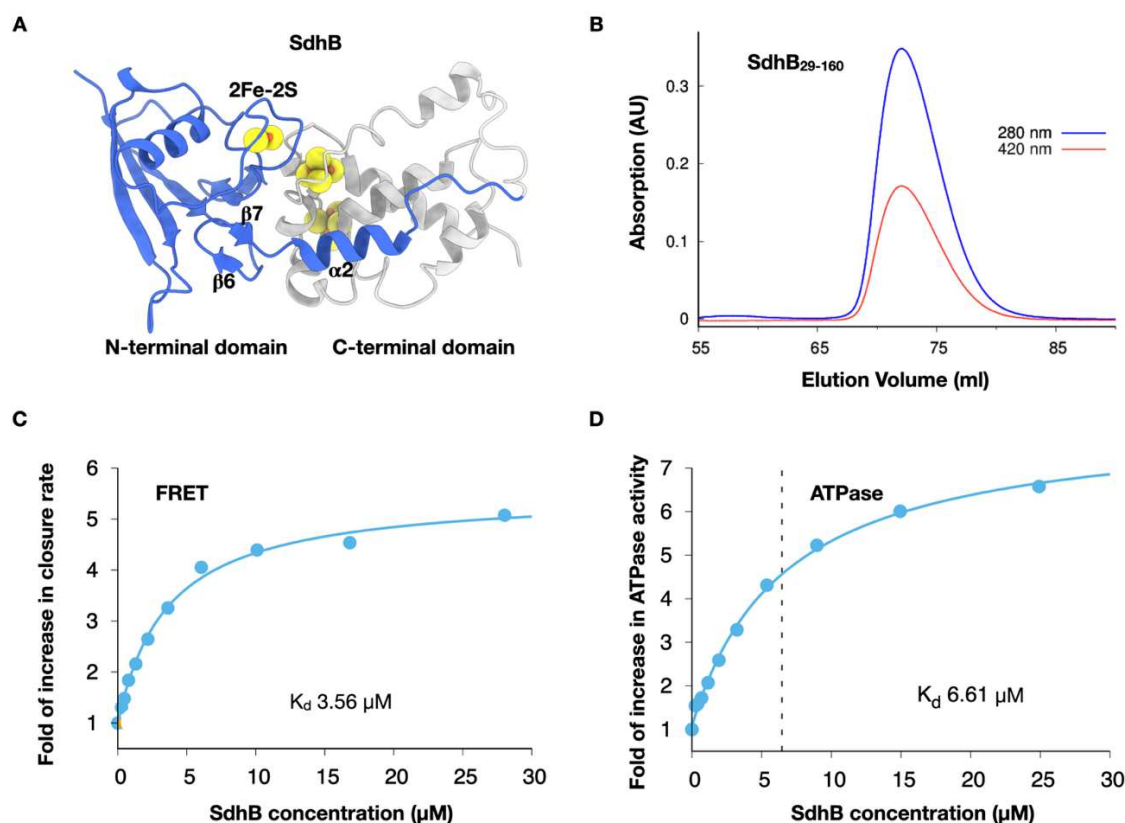 A
SdhB
2Fe-2S
β7
β6
α2
N-terminal domain
C-terminal domain
B
SdhB29-160
280 nm
420 nm
Absorption (AU)
0.3
0.2
0.1
0
55
65
75
85
Elution Volume (ml)
C
FRET
Fold of increase in closure rate
6
5
4
3
2
1
Kd 3.56 µM
0
5
10
15
20
25
30
SdhB concentration (µM)
D
ATPase
Fold of increase in ATPase activity
7
6
5
4
3
2
1
Kd 6.61 µM
0
5
10
15
20
25
30
SdhB concentration (µM)